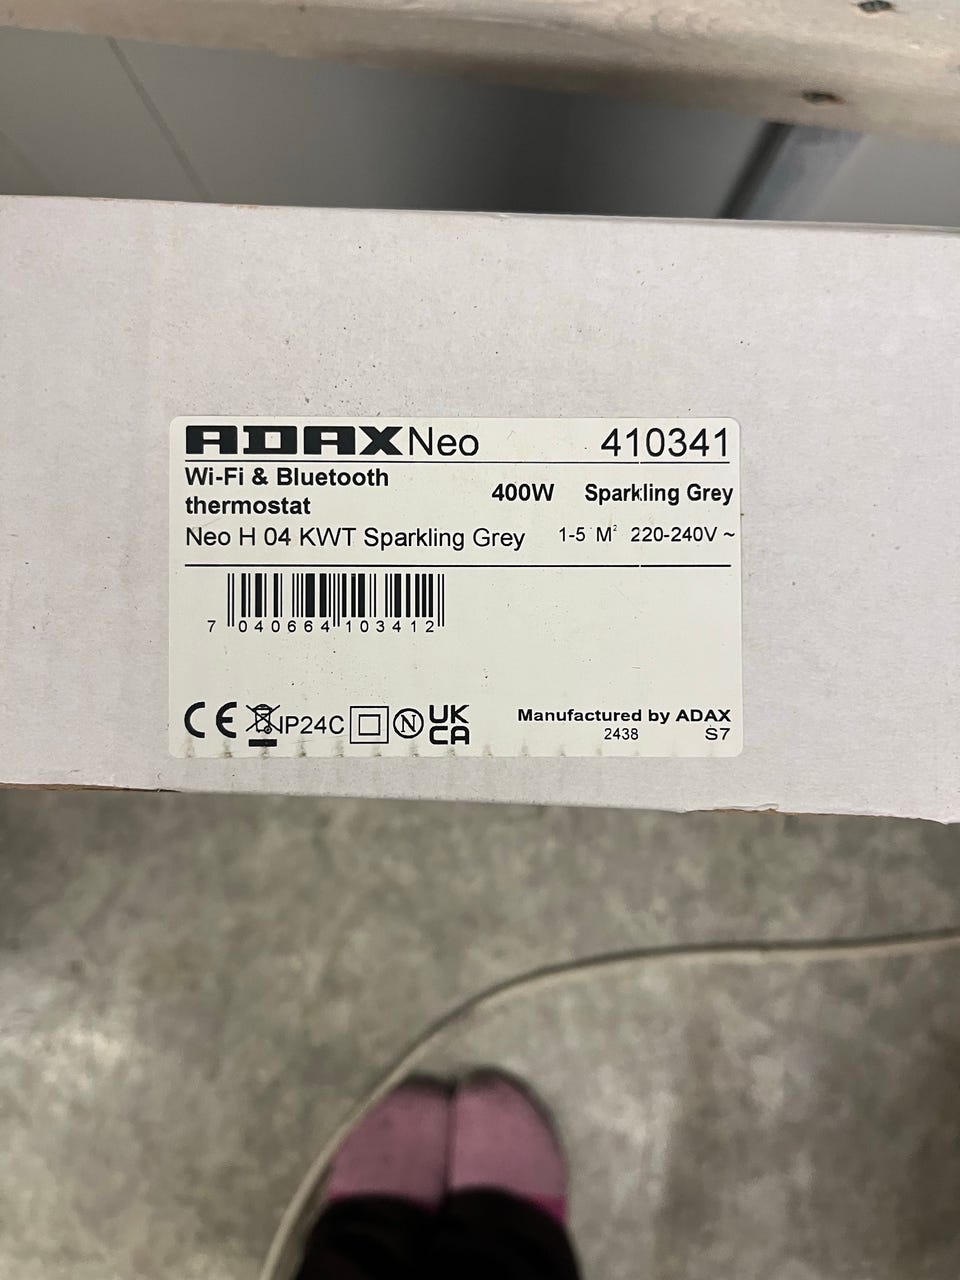 ADAX Neo 410341
Wi-Fi & Bluetooth
thermostat 400W Sparkling Grey
Neo H 04 KWT Sparkling Grey 1-5 M² 220-240V ~
7 040664 103412
CE IP24C N UK
CA
Manufactured by ADAX
2438 S7